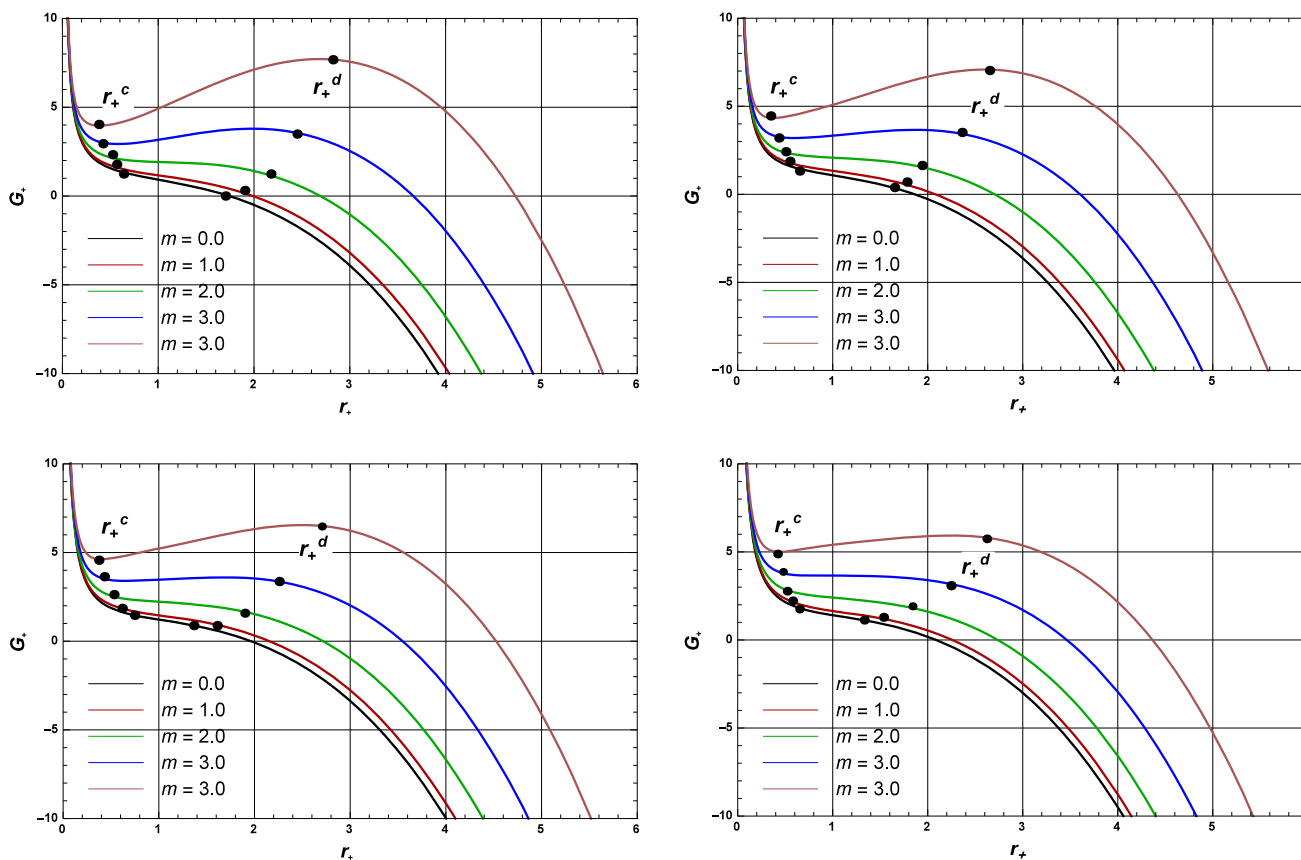 10
5
0
−5
−10
G₊
r₊ᶜ
r₊ᵈ
m = 0.0
m = 1.0
m = 2.0
m = 3.0
m = 3.0
0 1 2 3 4 5 6
r₊
10
5
0
−5
−10
G₊
r₊ᶜ
r₊ᵈ
m = 0.0
m = 1.0
m = 2.0
m = 3.0
m = 3.0
0 1 2 3 4 5
r₊
10
5
0
−5
−10
G₊
r₊ᶜ
r₊ᵈ
m = 0.0
m = 1.0
m = 2.0
m = 3.0
m = 3.0
0 1 2 3 4 5 6
r₊
10
5
0
−5
−10
G₊
r₊ᶜ
r₊ᵈ
m = 0.0
m = 1.0
m = 2.0
m = 3.0
m = 3.0
0 1 2 3 4 5
r₊